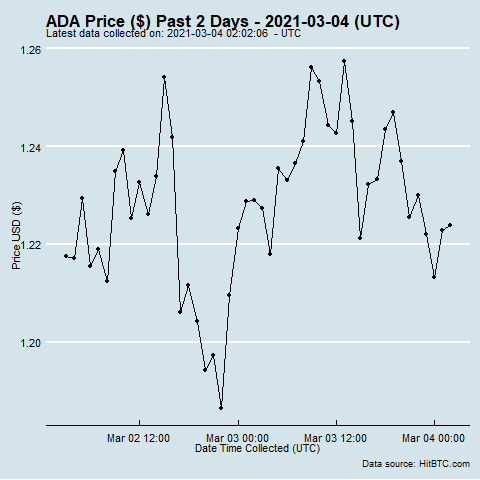 ADA Price ($) Past 2 Days - 2021-03-04 (UTC)
Latest data collected on: 2021-03-04 02:02:06 - UTC
1.26
1.24
1.22
1.20
Price USD ($)
Mar 02 12:00 Mar 03 00:00 Mar 03 12:00 Mar 04 00:00
Date Time Collected (UTC)
Data source: HitBTC.com